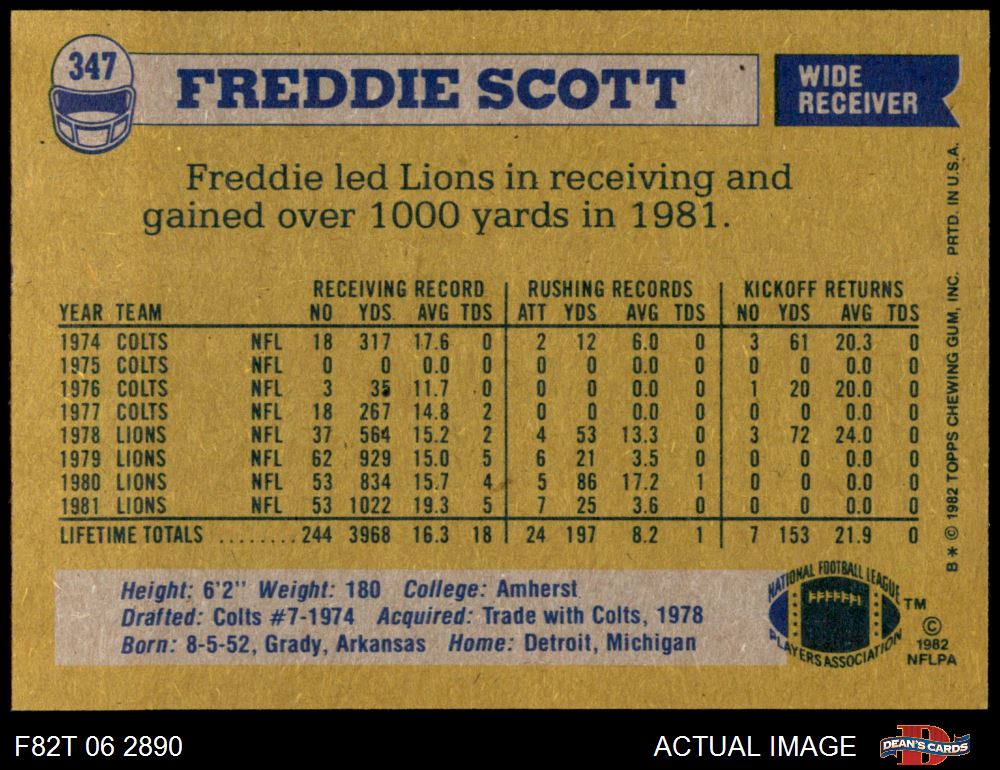 347
FREDDIE SCOTT
WIDE
RECEIVER
Freddie led Lions in receiving and
gained over 1000 yards in 1981.
RECEIVING RECORD RUSHING RECORDS KICKOFF RETURNS
YEAR TEAM NO YDS. AVG TDS ATT YDS AVG TDS NO YDS AVG TDS
1974 COLTS NFL 18 317 17.6 0 2 12 6.0 0 3 61 20.3 0
1975 COLTS NFL 0 0 0.0 0 0 0 0.0 0 0 0 0.0 0
1976 COLTS NFL 3 35 11.7 0 0 0 0.0 0 1 20 20.0 0
1977 COLTS NFL 18 267 14.8 2 0 0 0.0 0 0 0 0.0 0
1978 LIONS NFL 37 564 15.2 2 4 53 13.3 0 3 72 24.0 0
1979 LIONS NFL 62 929 15.0 5 6 21 3.5 0 0 0 0.0 0
1980 LIONS NFL 53 834 15.7 4 5 86 17.2 1 0 0 0.0 0
1981 LIONS NFL 53 1022 19.3 5 7 25 3.6 0 0 0 0.0 0
LIFETIME TOTALS ........ 244 3968 16.3 18 24 197 8.2 1 7 153 21.9 0
Height: 6'2" Weight: 180 College: Amherst
Drafted: Colts #7-1974 Acquired: Trade with Colts, 1978
Born: 8-5-52, Grady, Arkansas Home: Detroit, Michigan
NATIONAL FOOTBALL LEAGUE
PLAYERS ASSOCIATION
TM
©
1982
NFLPA
B* © 1982 TOPPS CHEWING GUM, INC. PRTD. IN U.S.A.
F82T 06 2890
ACTUAL IMAGE
D
DEAN'S CARDS